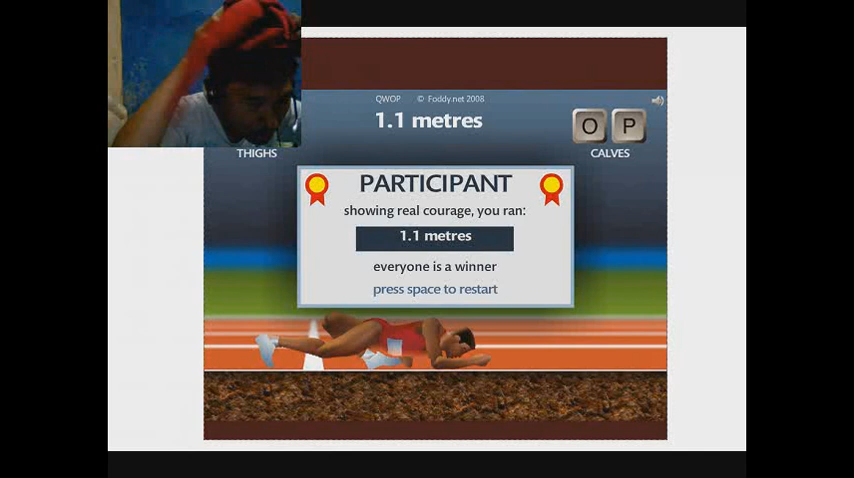 QWOP © Foddy.net 2008
1.1 metres
O P
THIGHS CALVES
PARTICIPANT
showing real courage, you ran:
1.1 metres
everyone is a winner
press space to restart